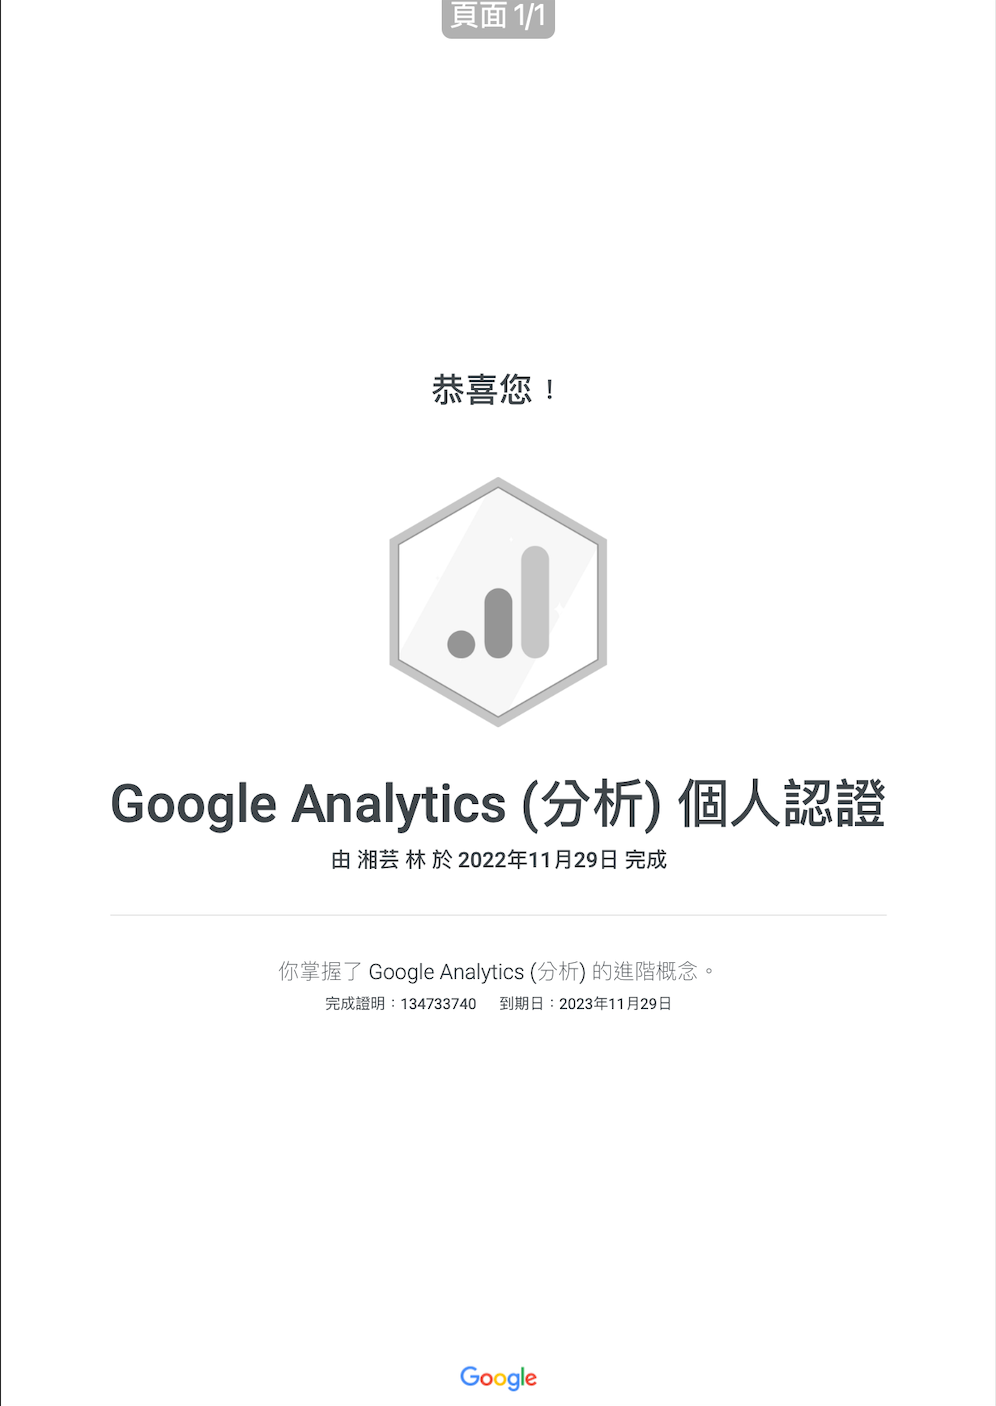 頁面 1/1
恭喜您！
Google Analytics (分析) 個人認證
由 湘芸 林 於 2022年11月29日 完成
你掌握了 Google Analytics (分析) 的進階概念。
完成證明：134733740 到期日：2023年11月29日
Google